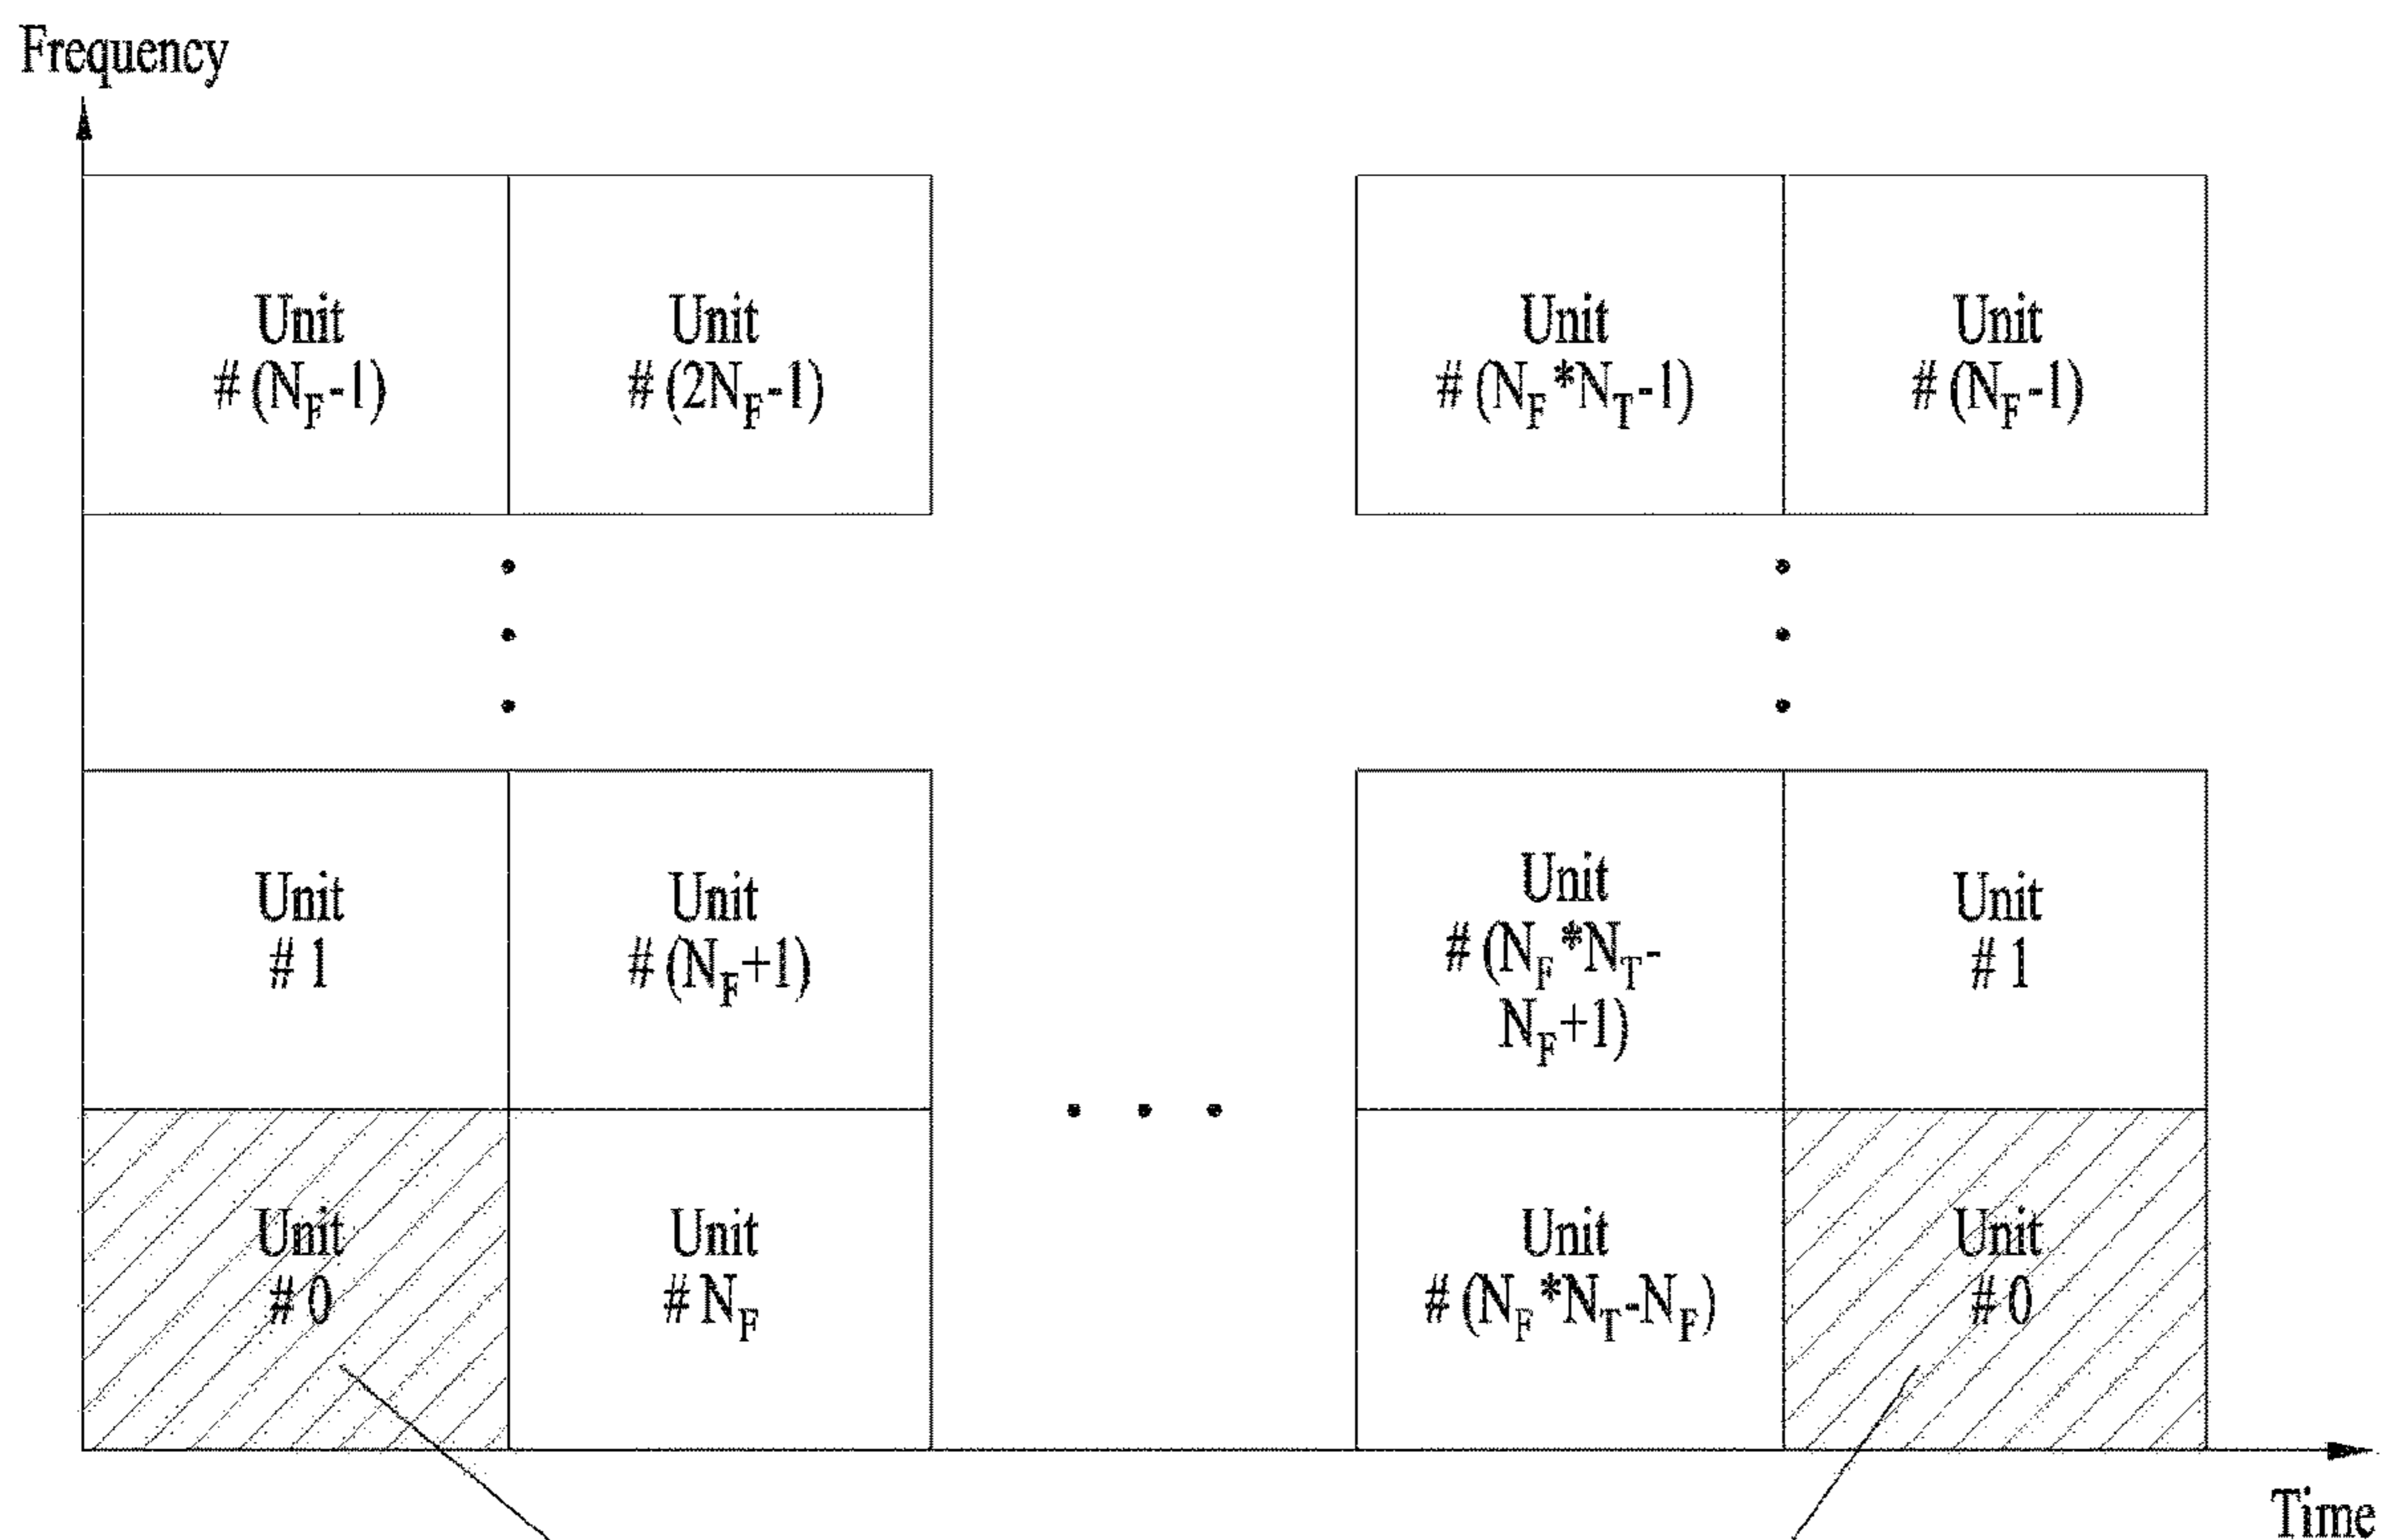 Frequency
Unit
# (N_F-1)
Unit
# (2N_F-1)
Unit
# (N_F*N_T-1)
Unit
# (N_F-1)
Unit
# 1
Unit
# (N_F+1)
Unit
# (N_F*N_T-
N_F+1)
Unit
# 1
Unit
# 0
Unit
# N_F
Unit
# (N_F*N_T-N_F)
Unit
# 0
Time